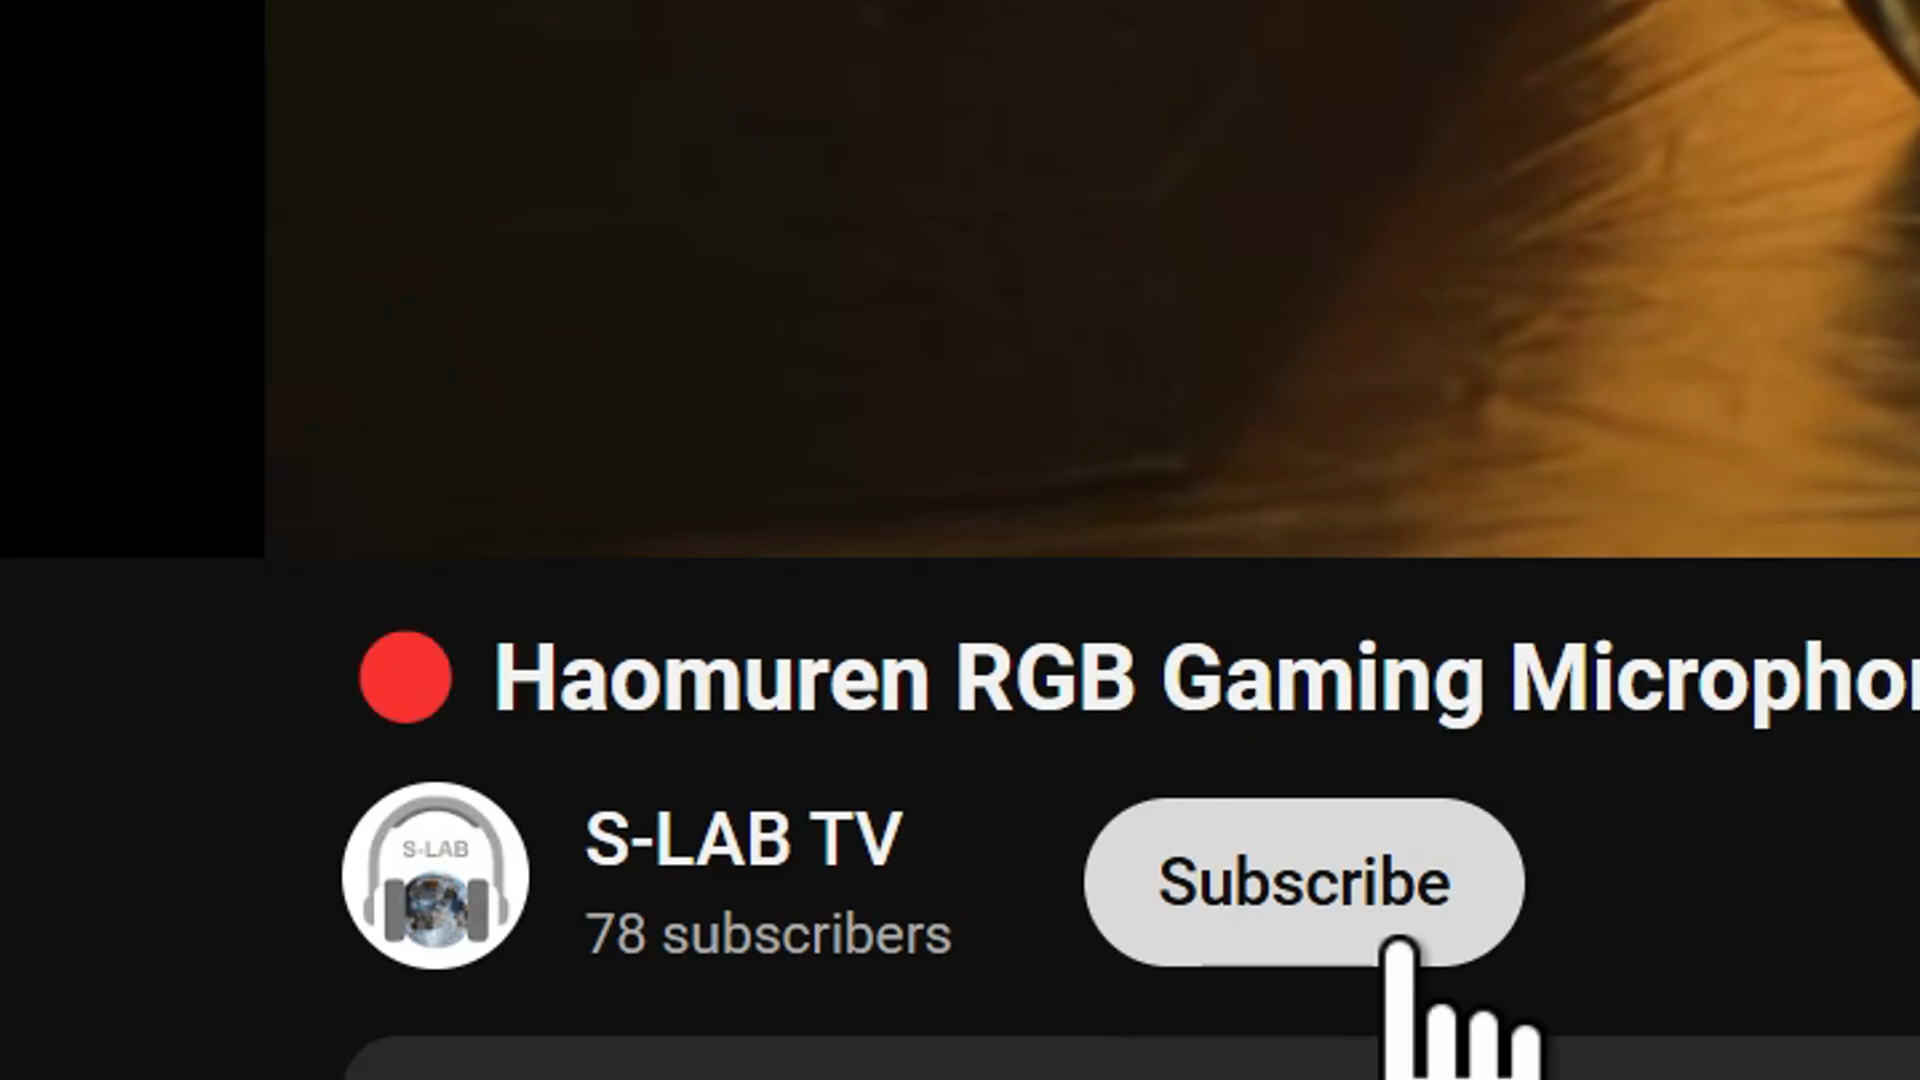 Haomuren RGB Gaming Micropho
S-LAB
S-LAB TV
78 subscribers
Subscribe